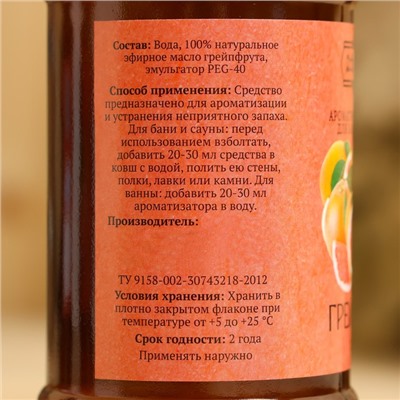 Состав: Вода, 100% натуральное
эфирное масло грейпфрута,
эмульгатор PEG-40
Способ применения: Средство
предназначено для ароматизации
и устранения неприятного запаха.
Для бани и сауны: перед
использованием взболтать,
добавить 20-30 мл средства в
ковш с водой, полить ею стены,
полки, лавки или камни. Для
ванны: добавить 20-30 мл
ароматизатора в воду.
Производитель:
ТУ 9158-002-30743218-2012
Условия хранения: Хранить в
плотно закрытом флаконе при
температуре от +5 до +25 °C
Срок годности: 2 года
Применять наружно